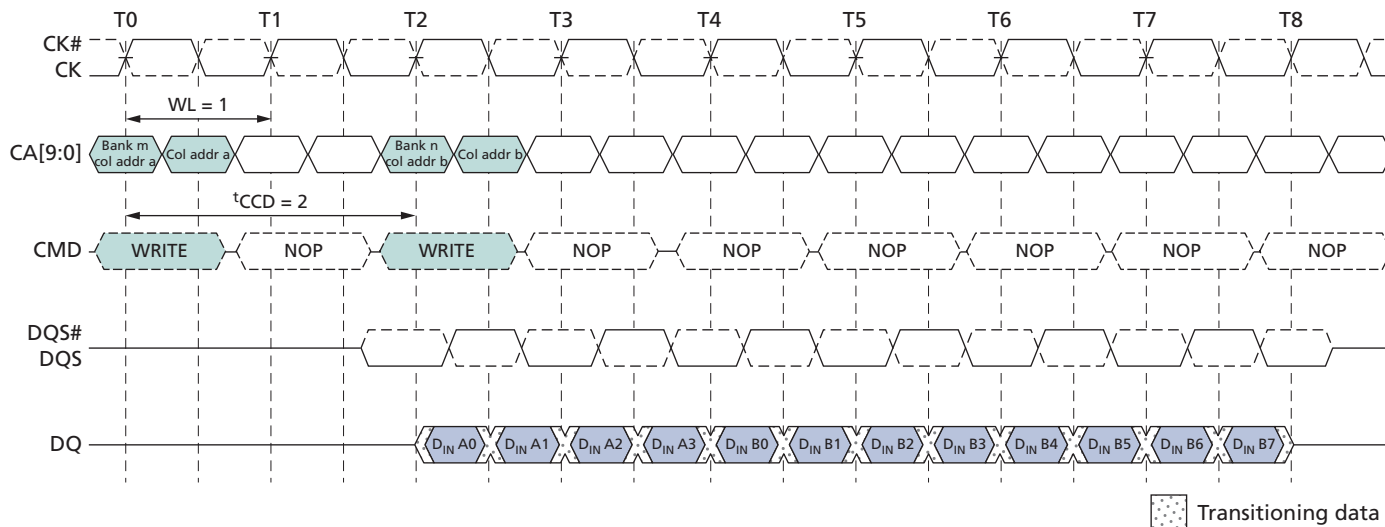 T0 T1 T2 T3 T4 T5 T6 T7 T8
CK#
CK
WL = 1
CA[9:0]
Bank m
col addr a
Col addr a
Bank n
col addr b
Col addr b
tCCD = 2
CMD WRITE NOP WRITE NOP NOP NOP NOP NOP NOP
DQS#
DQS
DQ DIN A0 DIN A1 DIN A2 DIN A3 DIN B0 DIN B1 DIN B2 DIN B3 DIN B4 DIN B5 DIN B6 DIN B7
Transitioning data